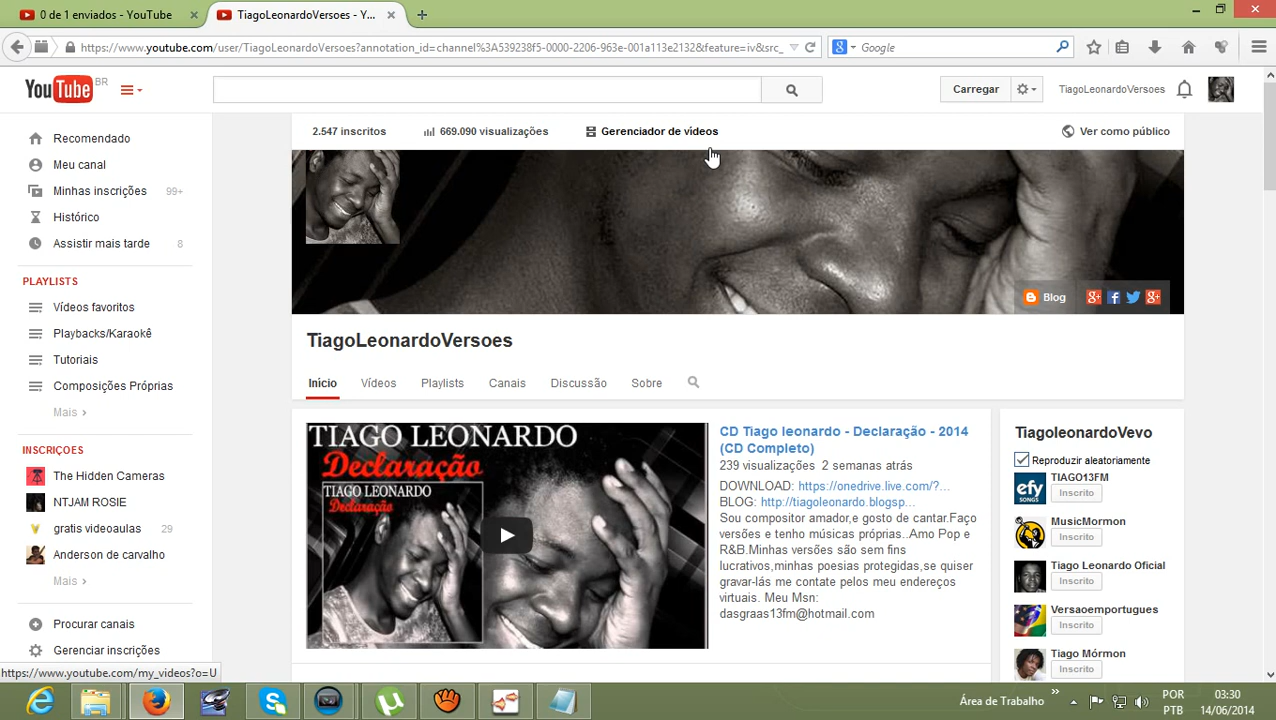 0 de 1 enviados - YouTube
TiagoLeonardoVersoes - Y...
https://www.youtube.com/user/TiagoLeonardoVersoes?annotation_id=channel%3A539238f5-0000-2206-963e-001a113e2132&feature=iv&src_
Google
YouTube BR
Carregar
TiagoLeonardoVersoes
2.547 inscritos
669.090 visualizações
Gerenciador de vídeos
Ver como público
Recomendado
Meu canal
Minhas inscrições 99+
Histórico
Assistir mais tarde 8
PLAYLISTS
Vídeos favoritos
Playbacks/Karaokê
Tutoriais
Composições Próprias
Mais
INSCRIÇÕES
The Hidden Cameras
NTJAM ROSIE
gratis videoaulas 29
Anderson de carvalho
Mais
Procurar canais
Gerenciar inscrições
https://www.youtube.com/my_videos?o=U
Blog
TiagoLeonardoVersoes
Início
Vídeos
Playlists
Canais
Discussão
Sobre
TIAGO LEONARDO
Declaração
TIAGO LEONARDO
Declaração
CD Tiago leonardo - Declaração - 2014
(CD Completo)
239 visualizações 2 semanas atrás
DOWNLOAD: https://onedrive.live.com/?...
BLOG: http://tiagoleonardo.blogsp...
Sou compositor amador,e gosto de cantar.Faço
versões e tenho músicas próprias..Amo Pop e
R&B.Minhas versões são sem fins
lucrativos,minhas poesias protegidas,se quiser
gravar-lás me contate pelos meu endereços
virtuais. Meu Msn:
dasgraas13fm@hotmail.com
TiagoleonardoVevo
Reproduzir aleatoriamente
efy
SONGS
TIAGO13FM
Inscrito
MusicMormon
Inscrito
Tiago Leonardo Oficial
Inscrito
Versaoemportugues
Inscrito
Tiago Mórmon
Inscrito
Área de Trabalho
POR
PTB
03:30
14/06/2014